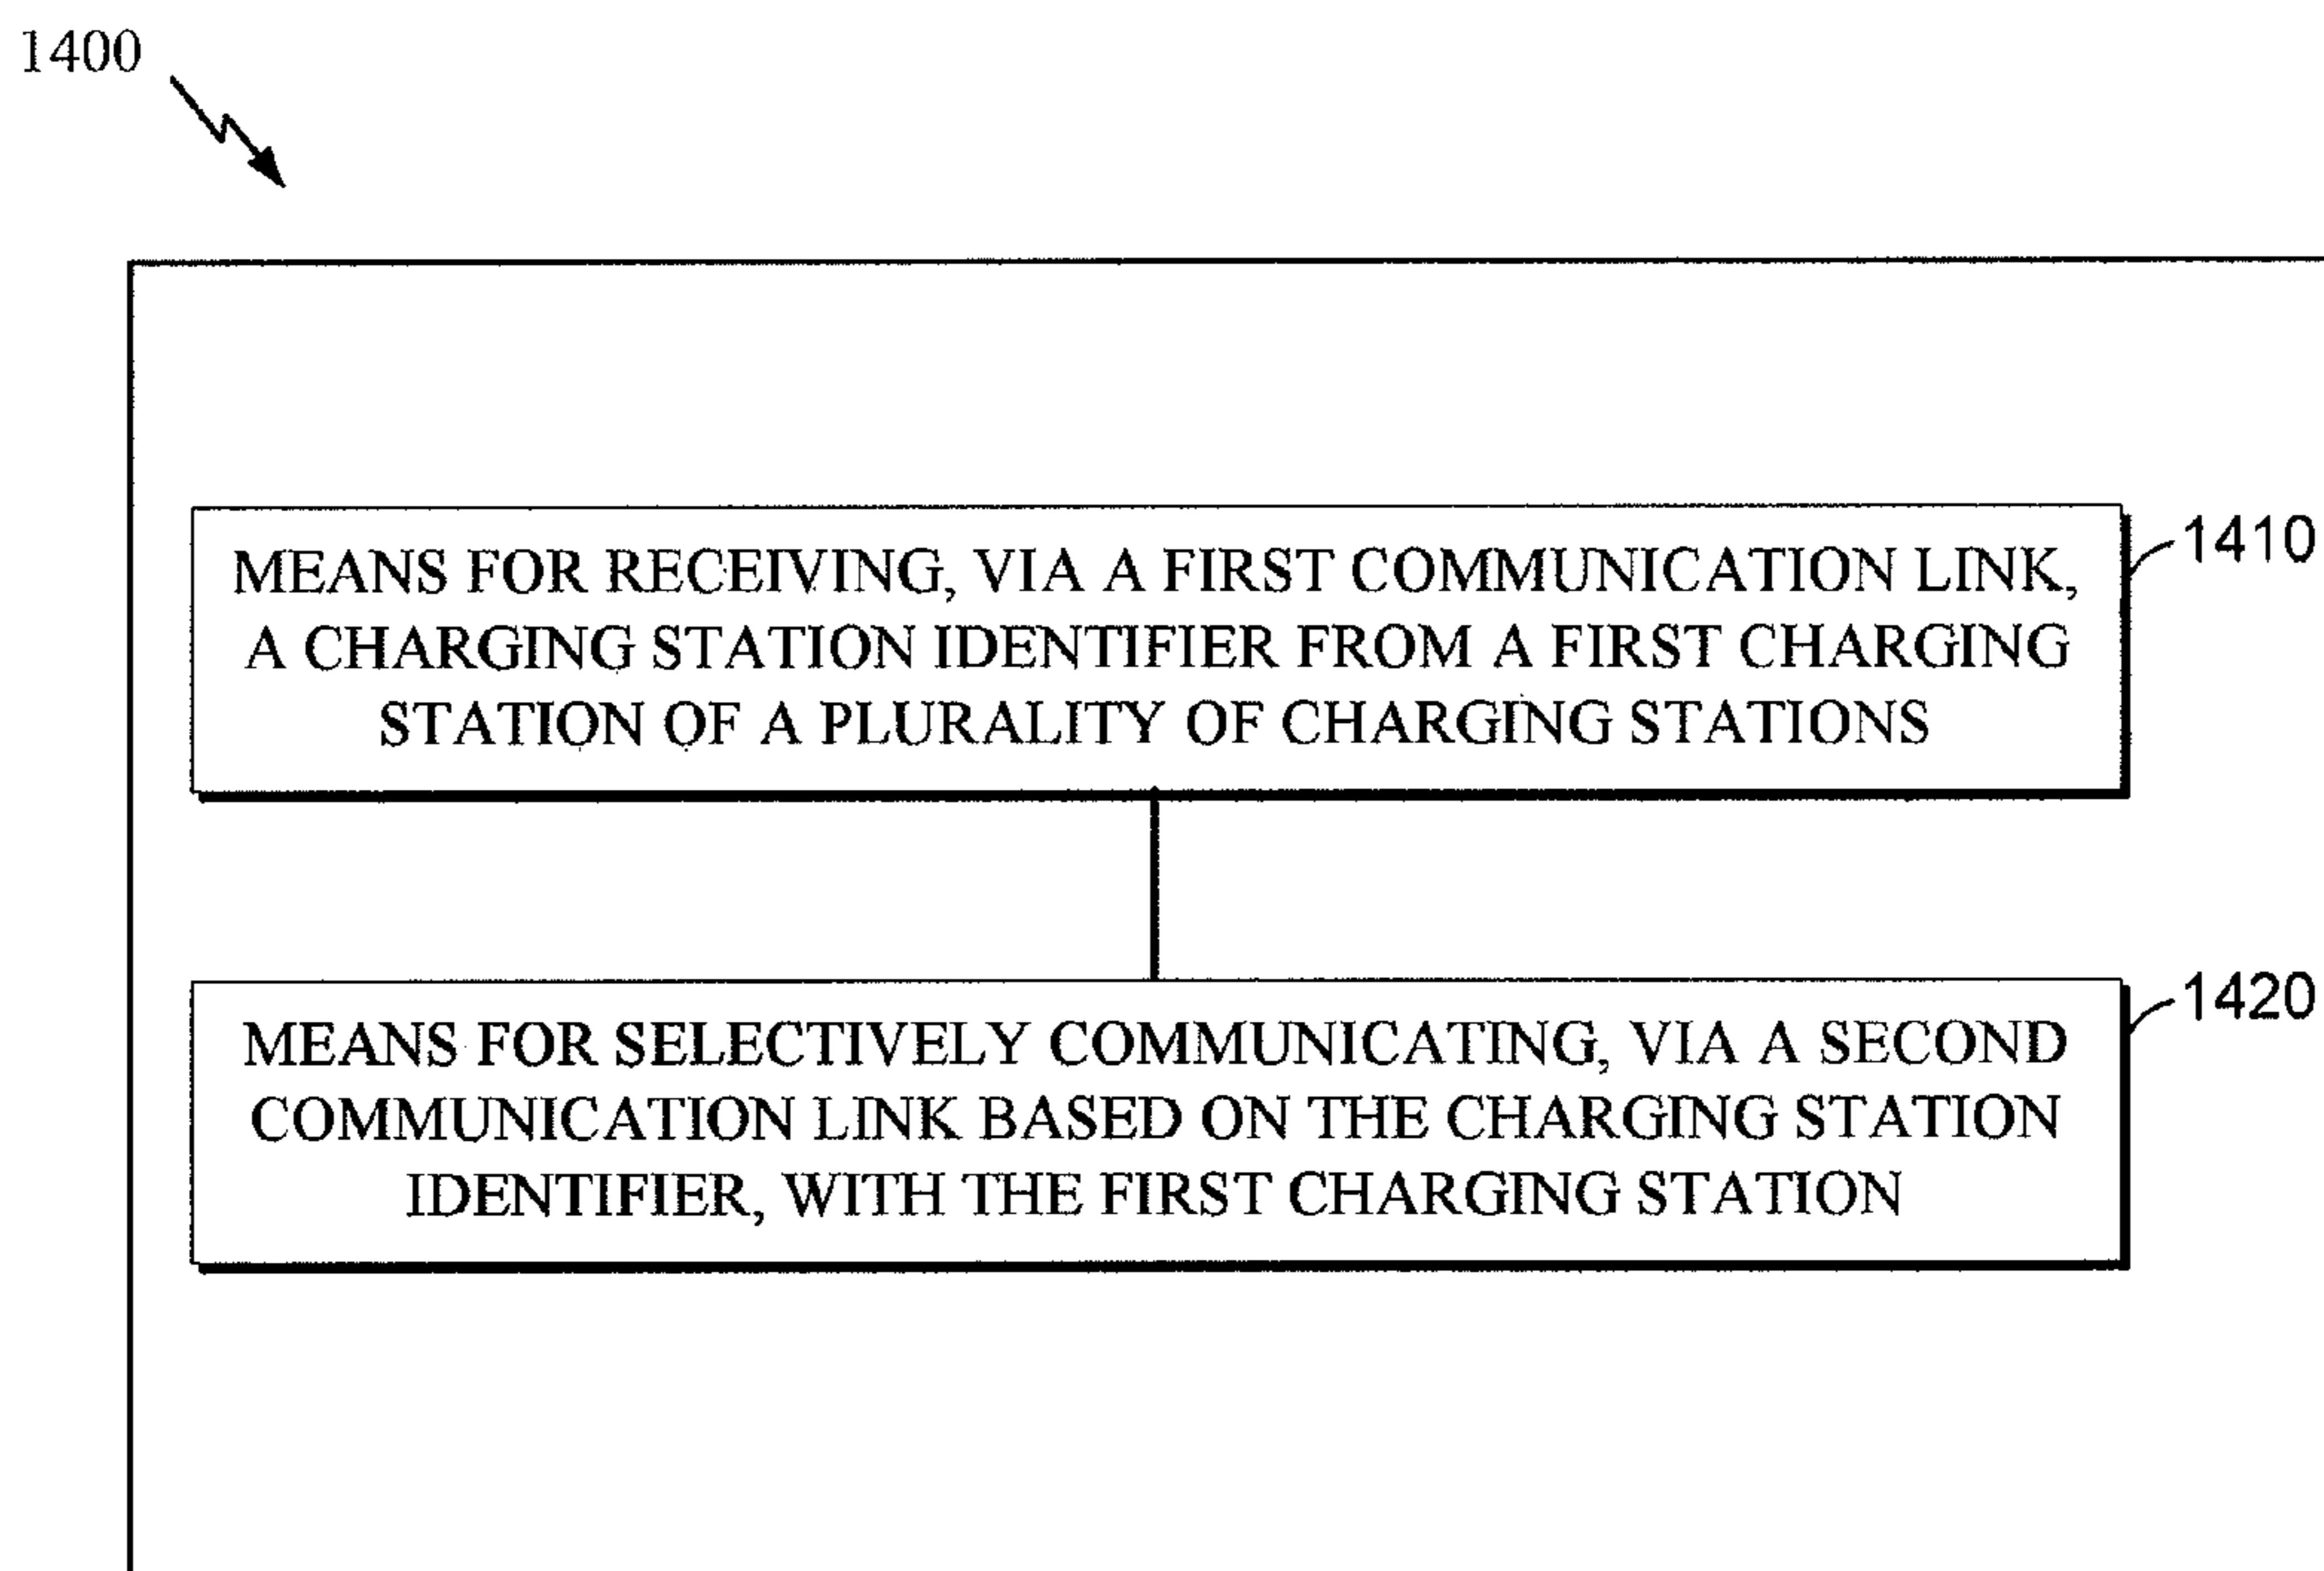 1400
MEANS FOR RECEIVING, VIA A FIRST COMMUNICATION LINK,
A CHARGING STATION IDENTIFIER FROM A FIRST CHARGING
STATION OF A PLURALITY OF CHARGING STATIONS
1410
MEANS FOR SELECTIVELY COMMUNICATING, VIA A SECOND
COMMUNICATION LINK BASED ON THE CHARGING STATION
IDENTIFIER, WITH THE FIRST CHARGING STATION
1420